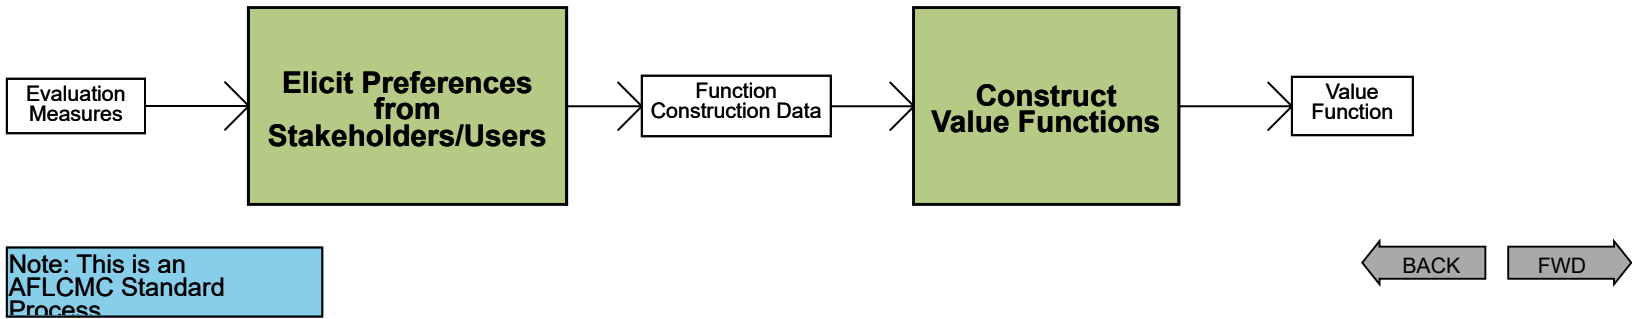 Evaluation
Measures
Elicit Preferences
from
Stakeholders/Users
Function
Construction Data
Construct
Value Functions
Value
Function
Note: This is an
AFLCMC Standard
Process
BACK
FWD